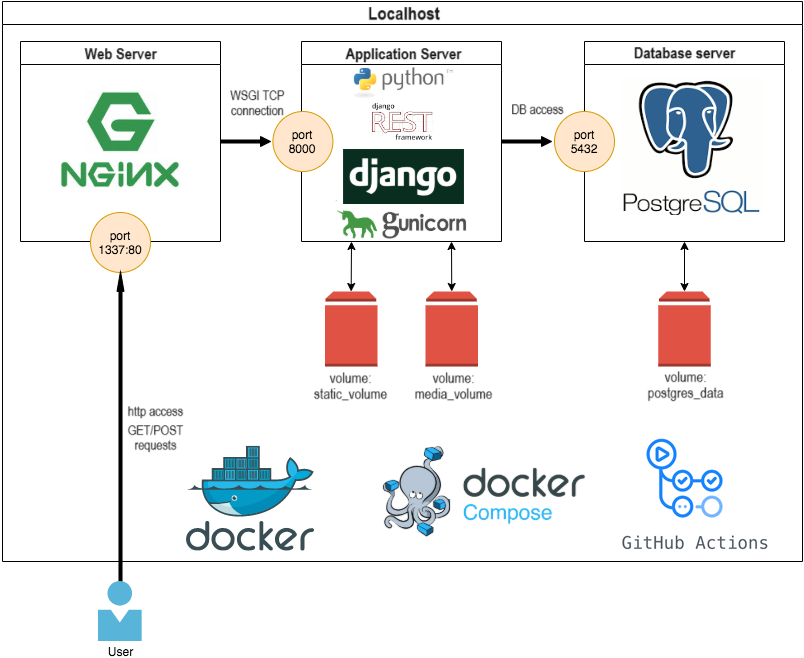 Localhost
Web Server
NGiNX
port
1337:80
WSGI TCP
connection
Application Server
python™
django
REST
framework
django
gunicorn
port
8000
DB access
Database server
PostgreSQL
port
5432
volume:
static_volume
volume:
media_volume
volume:
postgres_data
http access
GET/POST
requests
docker
docker
Compose
GitHub Actions
User